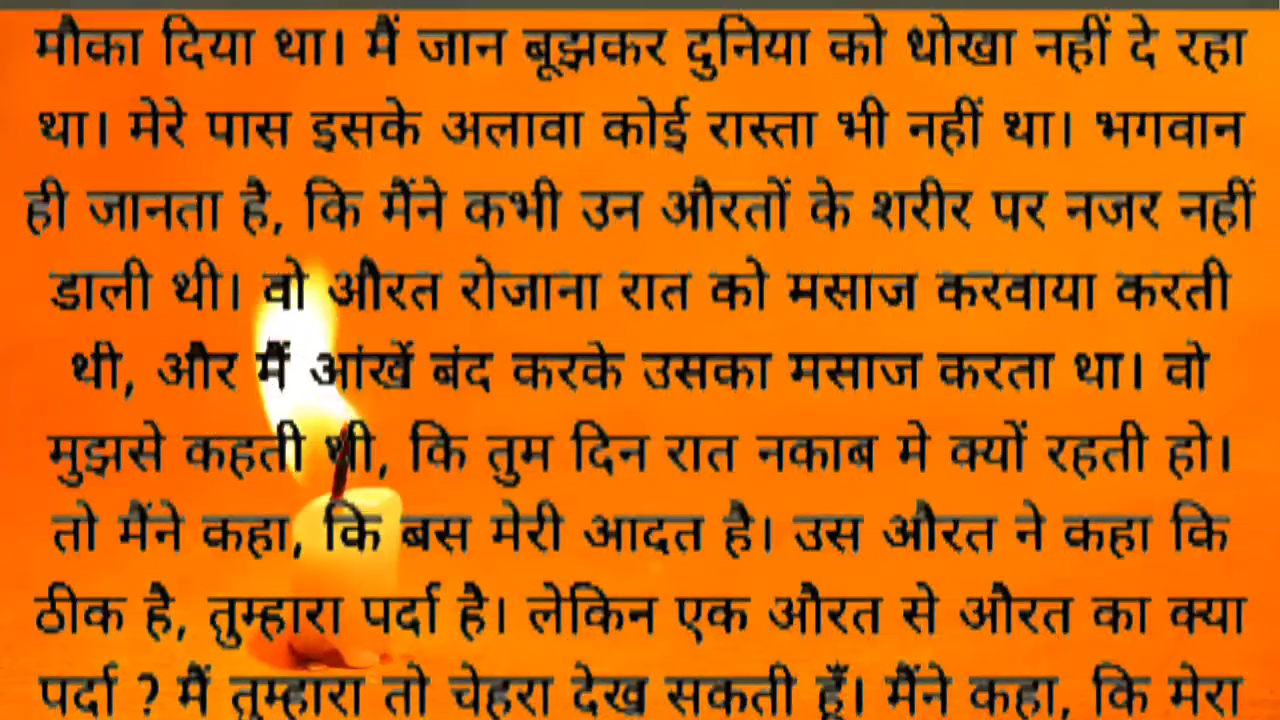 मौका दिया था। मैं जान बूझकर दुनिया को धोखा नहीं दे रहा
था। मेरे पास इसके अलावा कोई रास्ता भी नहीं था। भगवान
ही जानता है, कि मैंने कभी उन औरतों के शरीर पर नजर नहीं
डाली थी। वो औरत रोजाना रात को मसाज करवाया करती
थी, और मैं आंखें बंद करके उसका मसाज करता था। वो
मुझसे कहती थी, कि तुम दिन रात नकाब मे क्यों रहती हो।
तो मैंने कहा, कि बस मेरी आदत है। उस औरत ने कहा कि
ठीक है, तुम्हारा पर्दा है। लेकिन एक औरत से औरत का क्या
पर्दा ? मैं तुम्हारा तो चेहरा देख सकती हूँ। मैंने कहा, कि मेरा